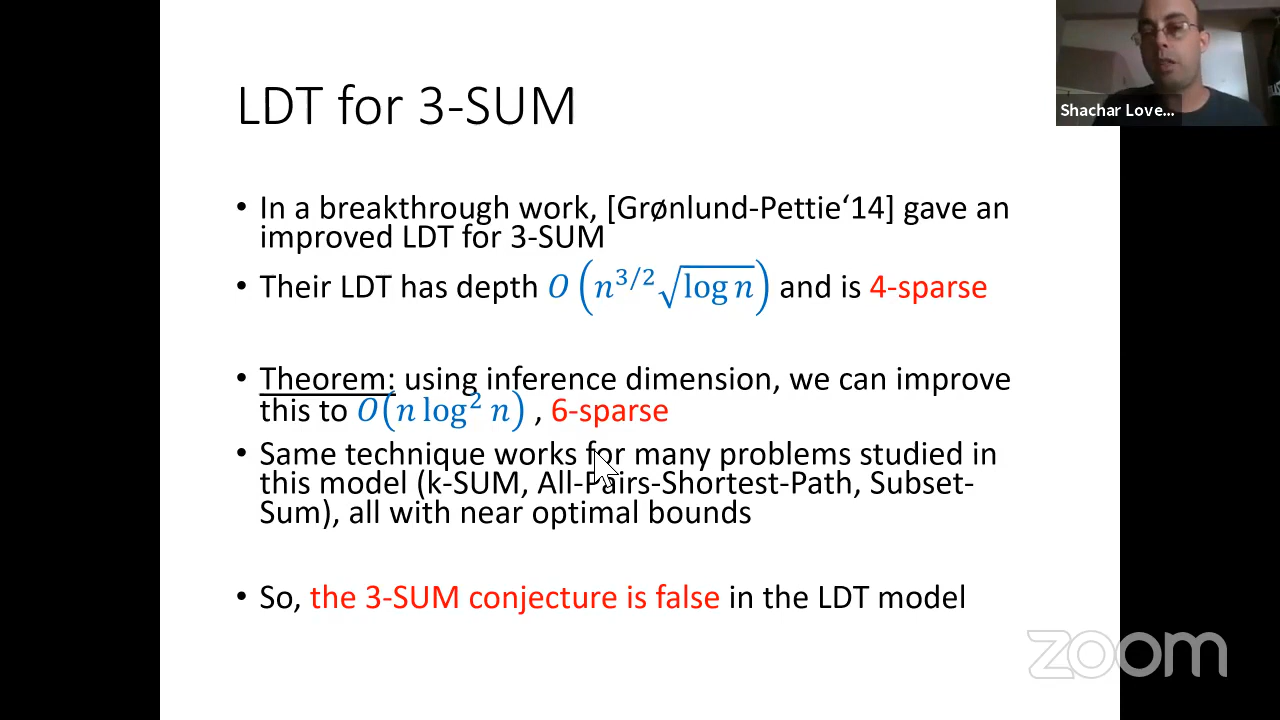 LDT for 3-SUM
Shachar Love...
• In a breakthrough work, [Grønlund-Pettie‘14] gave an
improved LDT for 3-SUM
• Their LDT has depth O(n^{3/2}√(log n)) and is 4-sparse
• Theorem: using inference dimension, we can improve
this to O(n log² n) , 6-sparse
• Same technique works for many problems studied in
this model (k-SUM, All-Pairs-Shortest-Path, Subset-
Sum), all with near optimal bounds
• So, the 3-SUM conjecture is false in the LDT model
zoom